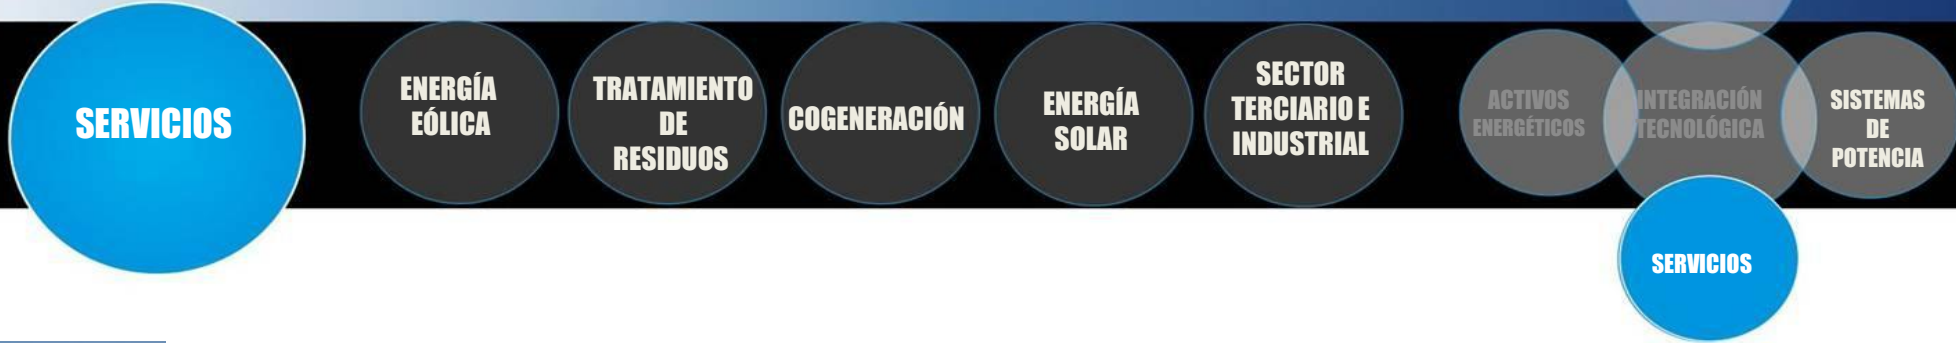 SERVICIOS
ENERGÍA
EÓLICA
TRATAMIENTO
DE
RESIDUOS
COGENERACIÓN
ENERGÍA
SOLAR
SECTOR
TERCIARIO E
INDUSTRIAL
ACTIVOS
ENERGÉTICOS
INTEGRACIÓN
TECNOLÓGICA
SISTEMAS
DE
POTENCIA
SERVICIOS